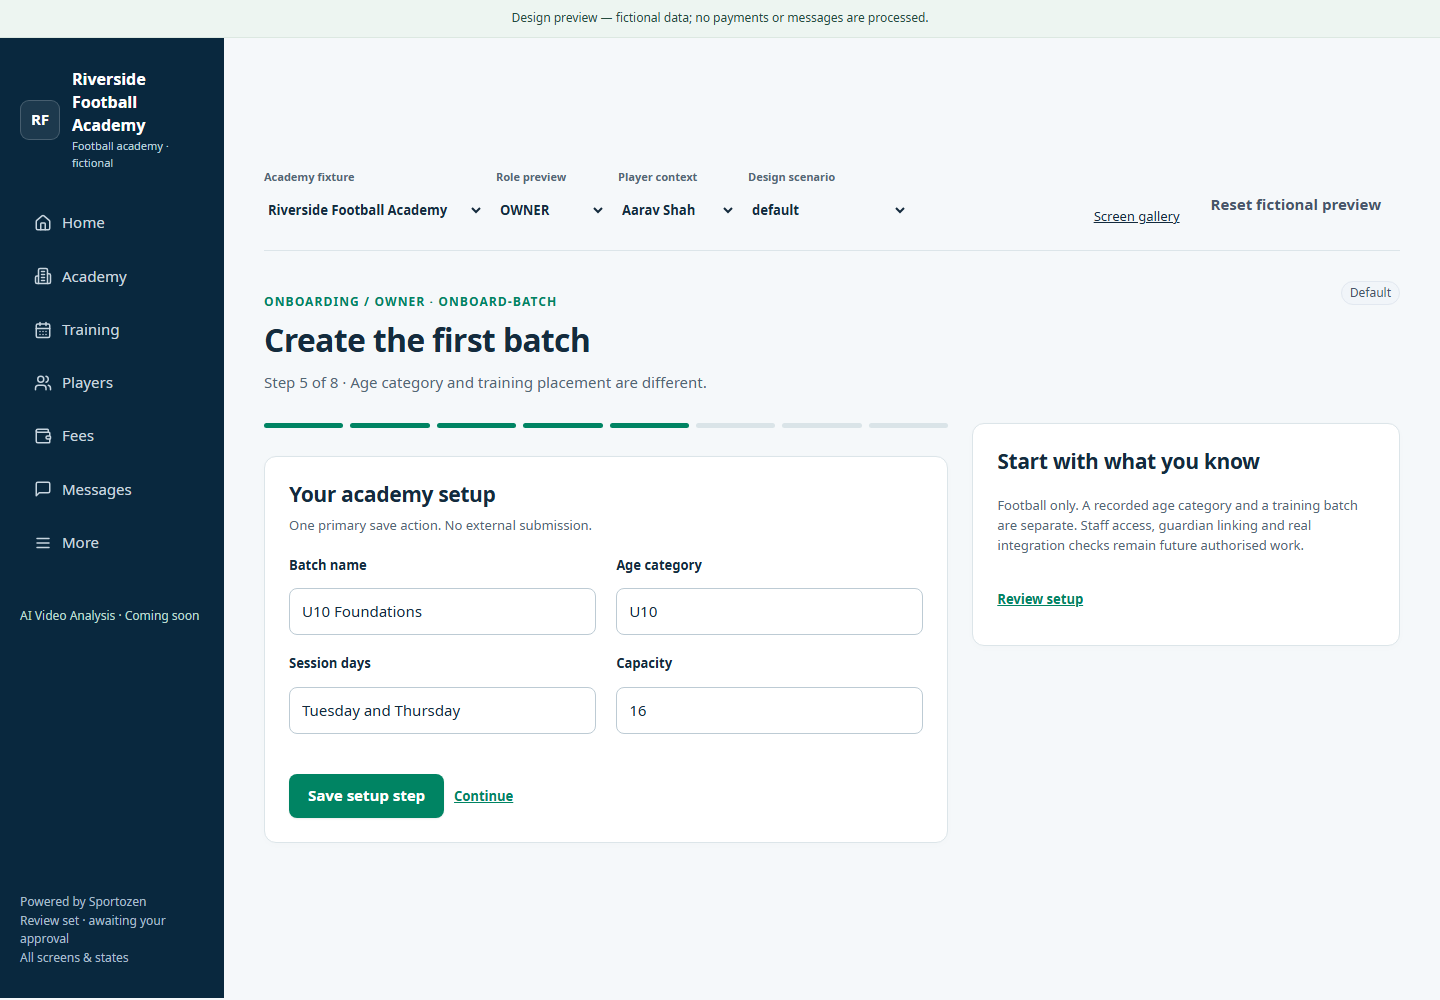 Design preview — fictional data; no payments or messages are processed.
RF
Riverside
Football
Academy
Football academy ·
fictional
Home
Academy
Training
Players
Fees
Messages
More
AI Video Analysis · Coming soon
Powered by Sportozen
Review set · awaiting your
approval
All screens & states
Academy fixture
Role preview
Player context
Design scenario
Riverside Football Academy
OWNER
Aarav Shah
default
Screen gallery
Reset fictional preview
ONBOARDING / OWNER · ONBOARD-BATCH
Default
Create the first batch
Step 5 of 8 · Age category and training placement are different.
Your academy setup
One primary save action. No external submission.
Batch name
Age category
U10 Foundations
U10
Session days
Capacity
Tuesday and Thursday
16
Save setup step
Continue
Start with what you know
Football only. A recorded age category and a training batch
are separate. Staff access, guardian linking and real
integration checks remain future authorised work.
Review setup